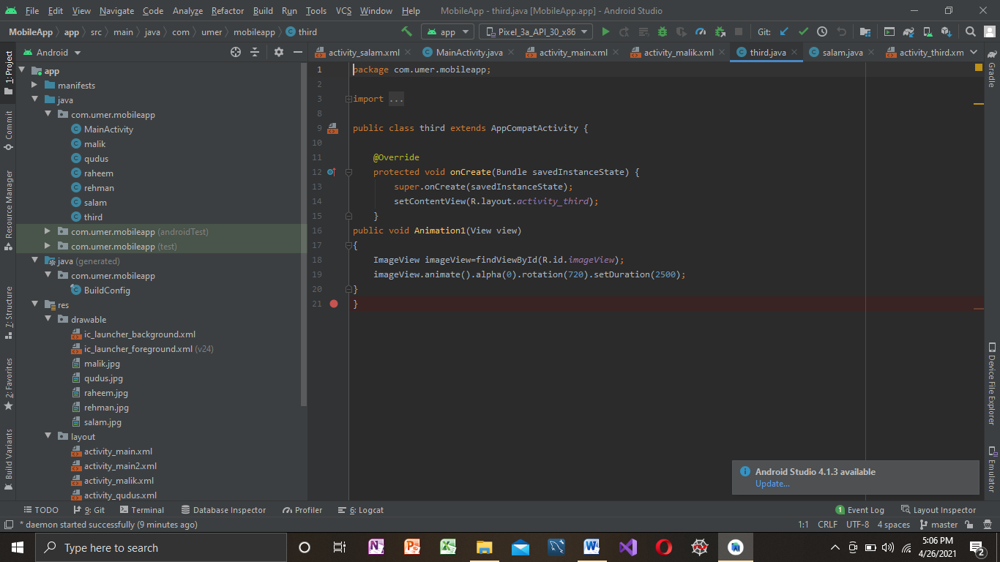 File Edit View Navigate Code Analyze Refactor Build Run Tools VCS Window Help MobileApp - third.java [MobileApp.app] - Android Studio
MobileApp app src main java com umer mobileapp third app Pixel_3a_API_30_x86 Git:
Android
activity_salam.xml MainActivity.java activity_main.xml activity_malik.xml third.java salam.java activity_third.xm
1: Project
Commit
Resource Manager
7: Structure
2: Favorites
Build Variants
app
manifests
java
com.umer.mobileapp
MainActivity
malik
qudus
raheem
rehman
salam
third
com.umer.mobileapp (androidTest)
com.umer.mobileapp (test)
java (generated)
com.umer.mobileapp
BuildConfig
res
drawable
ic_launcher_background.xml
ic_launcher_foreground.xml (v24)
malik.jpg
qudus.jpg
raheem.jpg
rehman.jpg
salam.jpg
layout
activity_main.xml
activity_main2.xml
activity_malik.xml
activity_qudus.xml
1 package com.umer.mobileapp;
2
3 import ...
8
9 public class third extends AppCompatActivity {
10
11 @Override
12 protected void onCreate(Bundle savedInstanceState) {
13 super.onCreate(savedInstanceState);
14 setContentView(R.layout.activity_third);
15 }
16 public void Animation1(View view)
17 {
18 ImageView imageView=findViewById(R.id.imageView);
19 imageView.animate().alpha(0).rotation(720).setDuration(2500);
20 }
21 }
Gradle
Device File Explorer
Emulator
Android Studio 4.1.3 available
Update...
TODO 9: Git Terminal Database Inspector Profiler 6: Logcat 1 Event Log Layout Inspector
* daemon started successfully (9 minutes ago) 1:1 CRLF UTF-8 4 spaces master
Type here to search
5:06 PM
4/26/2021
2